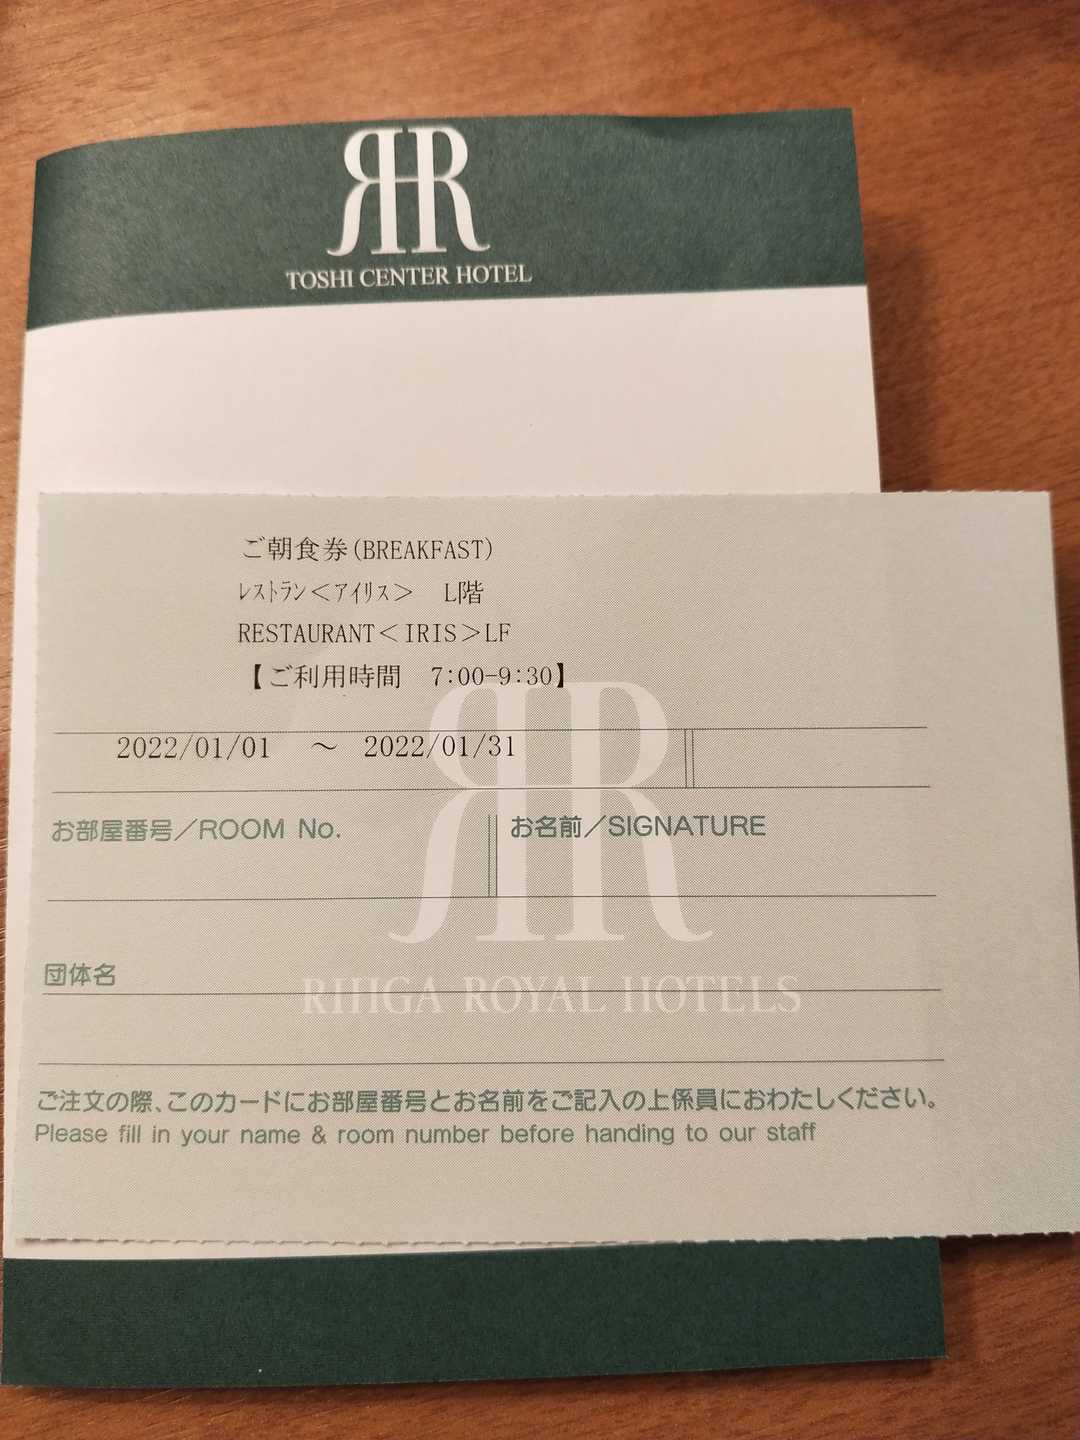 RR
TOSHI CENTER HOTEL
ご朝食券(BREAKFAST)
ﾚｽﾄﾗﾝ＜ｱｲﾘｽ＞ L階
RESTAURANT＜IRIS＞LF
【ご利用時間 7:00-9:30】
2022/01/01 ～ 2022/01/31
お部屋番号／ROOM No.
お名前／SIGNATURE
RR
団体名
RIHGA ROYAL HOTELS
ご注文の際、このカードにお部屋番号とお名前をご記入の上係員におわたしください。
Please fill in your name & room number before handing to our staff